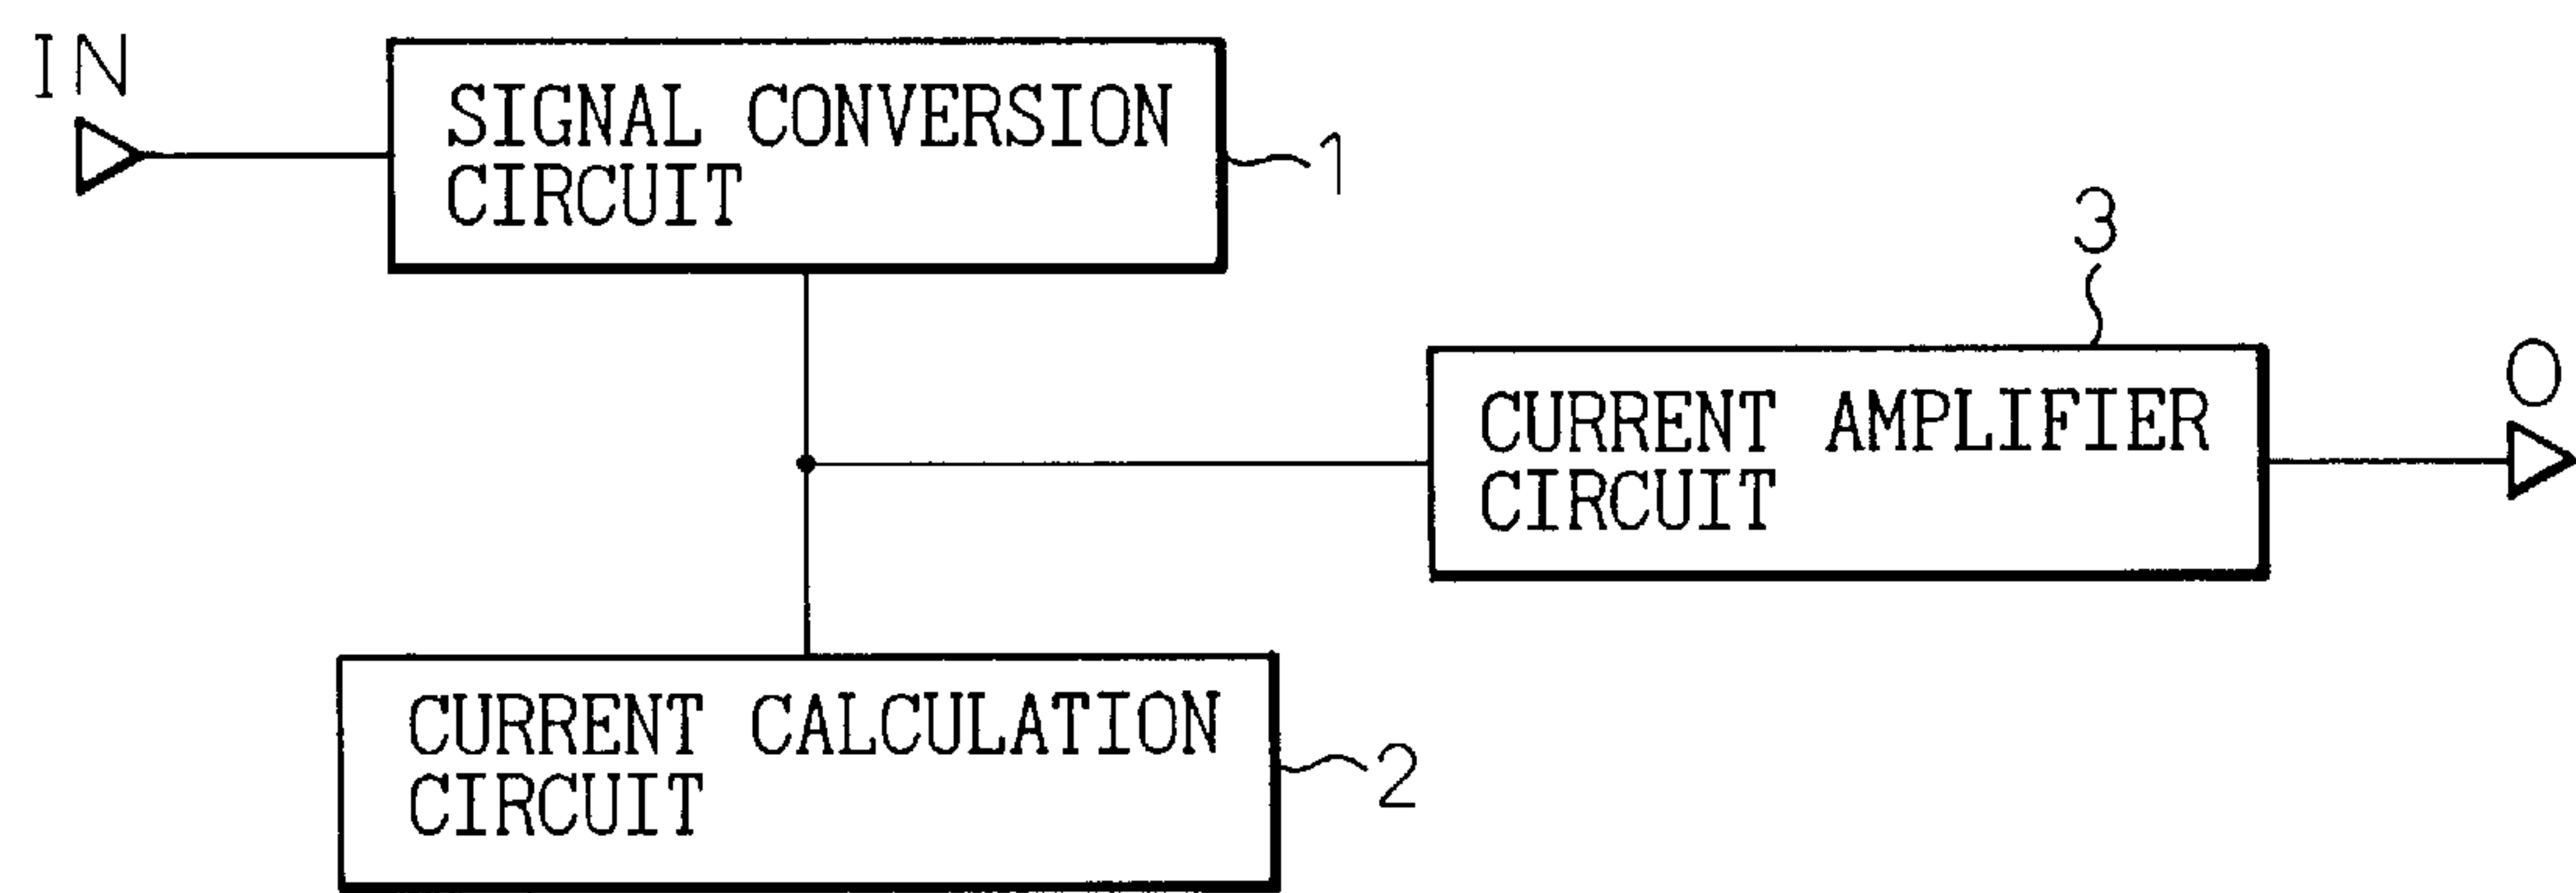 IN
SIGNAL CONVERSION
CIRCUIT
1
3
CURRENT AMPLIFIER
CIRCUIT
O
CURRENT CALCULATION
CIRCUIT
2